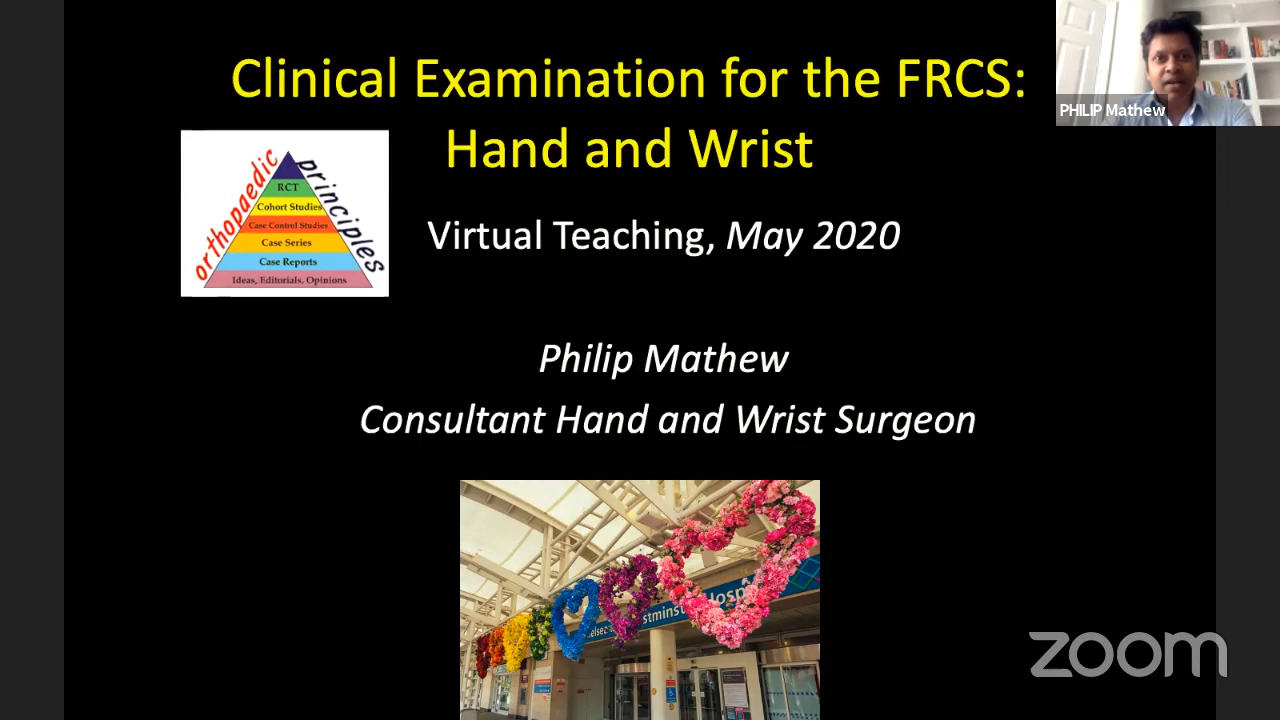 Clinical Examination for the FRCS:
Hand and Wrist
PHILIP Mathew
orthopaedic principles
RCT
Cohort Studies
Case Control Studies
Case Series
Case Reports
Ideas, Editorials, Opinions
Virtual Teaching, May 2020
Philip Mathew
Consultant Hand and Wrist Surgeon
zoom